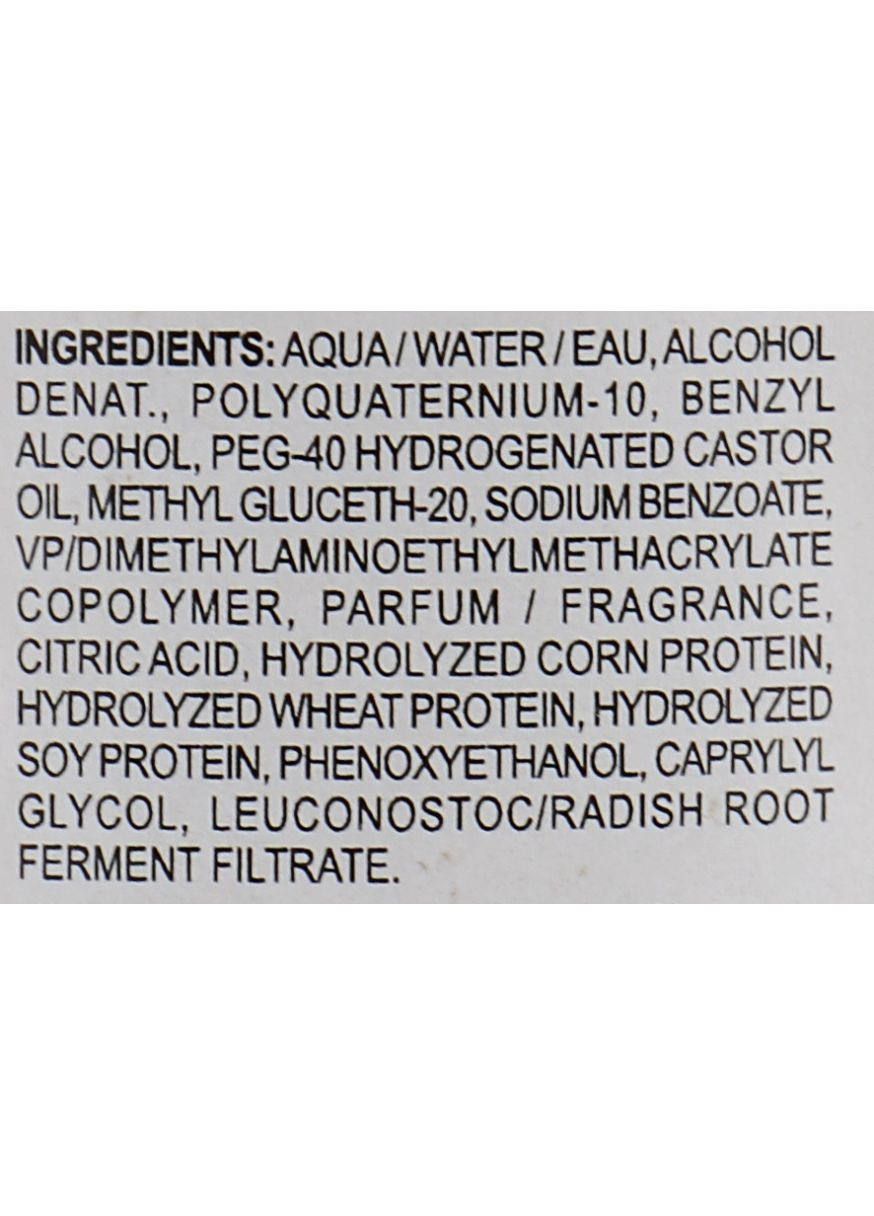 INGREDIENTS: AQUA/WATER/EAU, ALCOHOL
DENAT., POLYQUATERNIUM-10, BENZYL
ALCOHOL, PEG-40 HYDROGENATED CASTOR
OIL, METHYL GLUCETH-20, SODIUM BENZOATE,
VP/DIMETHYLAMINOETHYLMETHACRYLATE
COPOLYMER, PARFUM / FRAGRANCE,
CITRIC ACID, HYDROLYZED CORN PROTEIN,
HYDROLYZED WHEAT PROTEIN, HYDROLYZED
SOY PROTEIN, PHENOXYETHANOL, CAPRYLYL
GLYCOL, LEUCONOSTOC/RADISH ROOT
FERMENT FILTRATE.